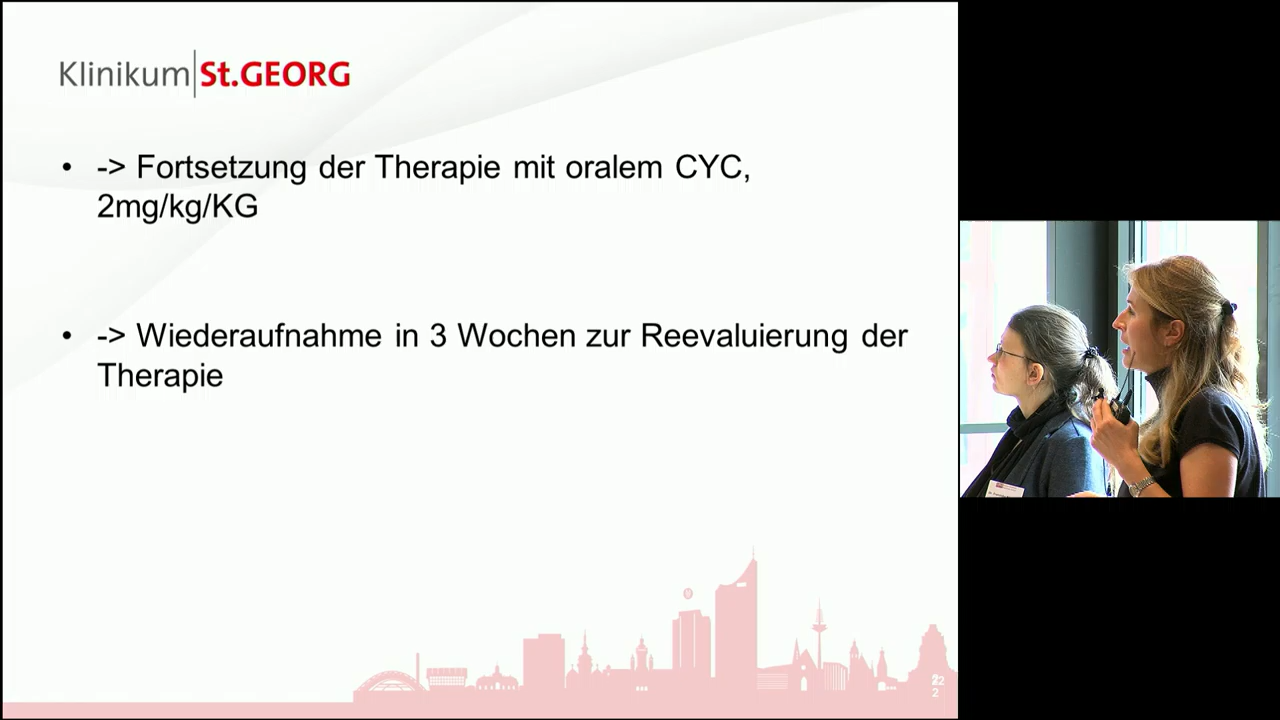 Klinikum St.GEORG
• -> Fortsetzung der Therapie mit oralem CYC,
2mg/kg/KG
• -> Wiederaufnahme in 3 Wochen zur Reevaluierung der
Therapie